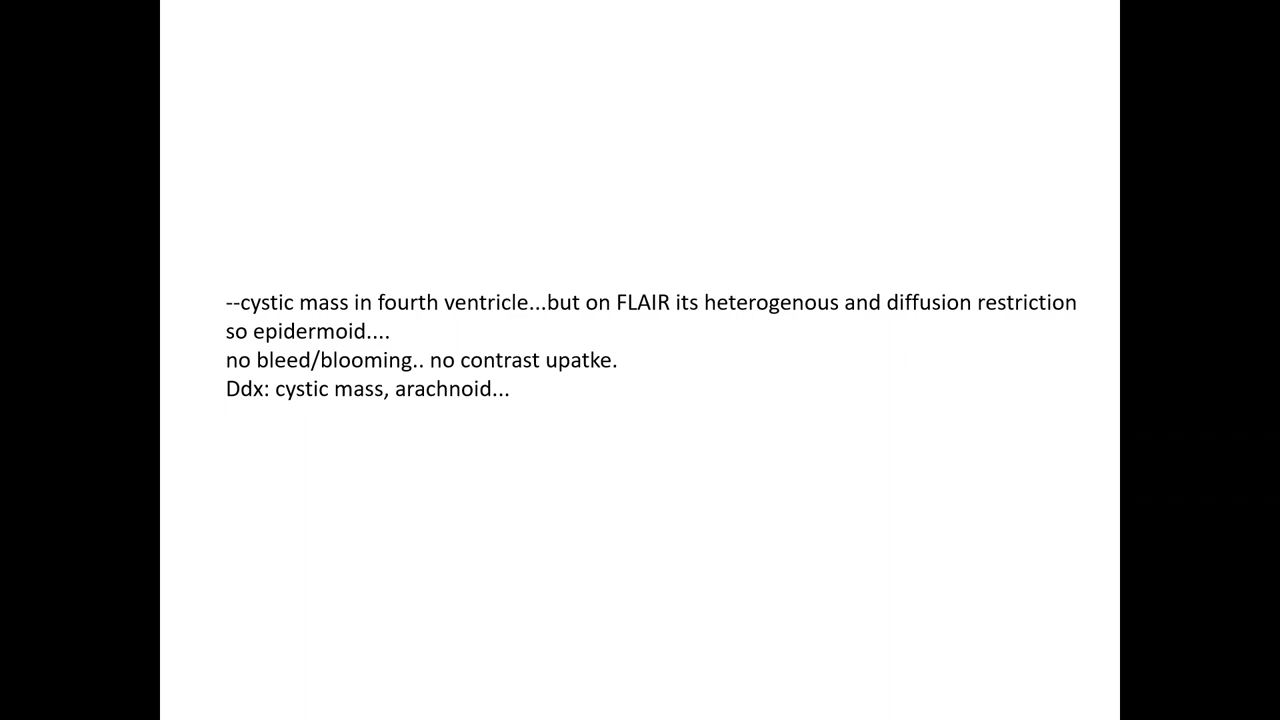 --cystic mass in fourth ventricle...but on FLAIR its heterogenous and diffusion restriction
so epidermoid....
no bleed/blooming.. no contrast upatke.
Ddx: cystic mass, arachnoid...